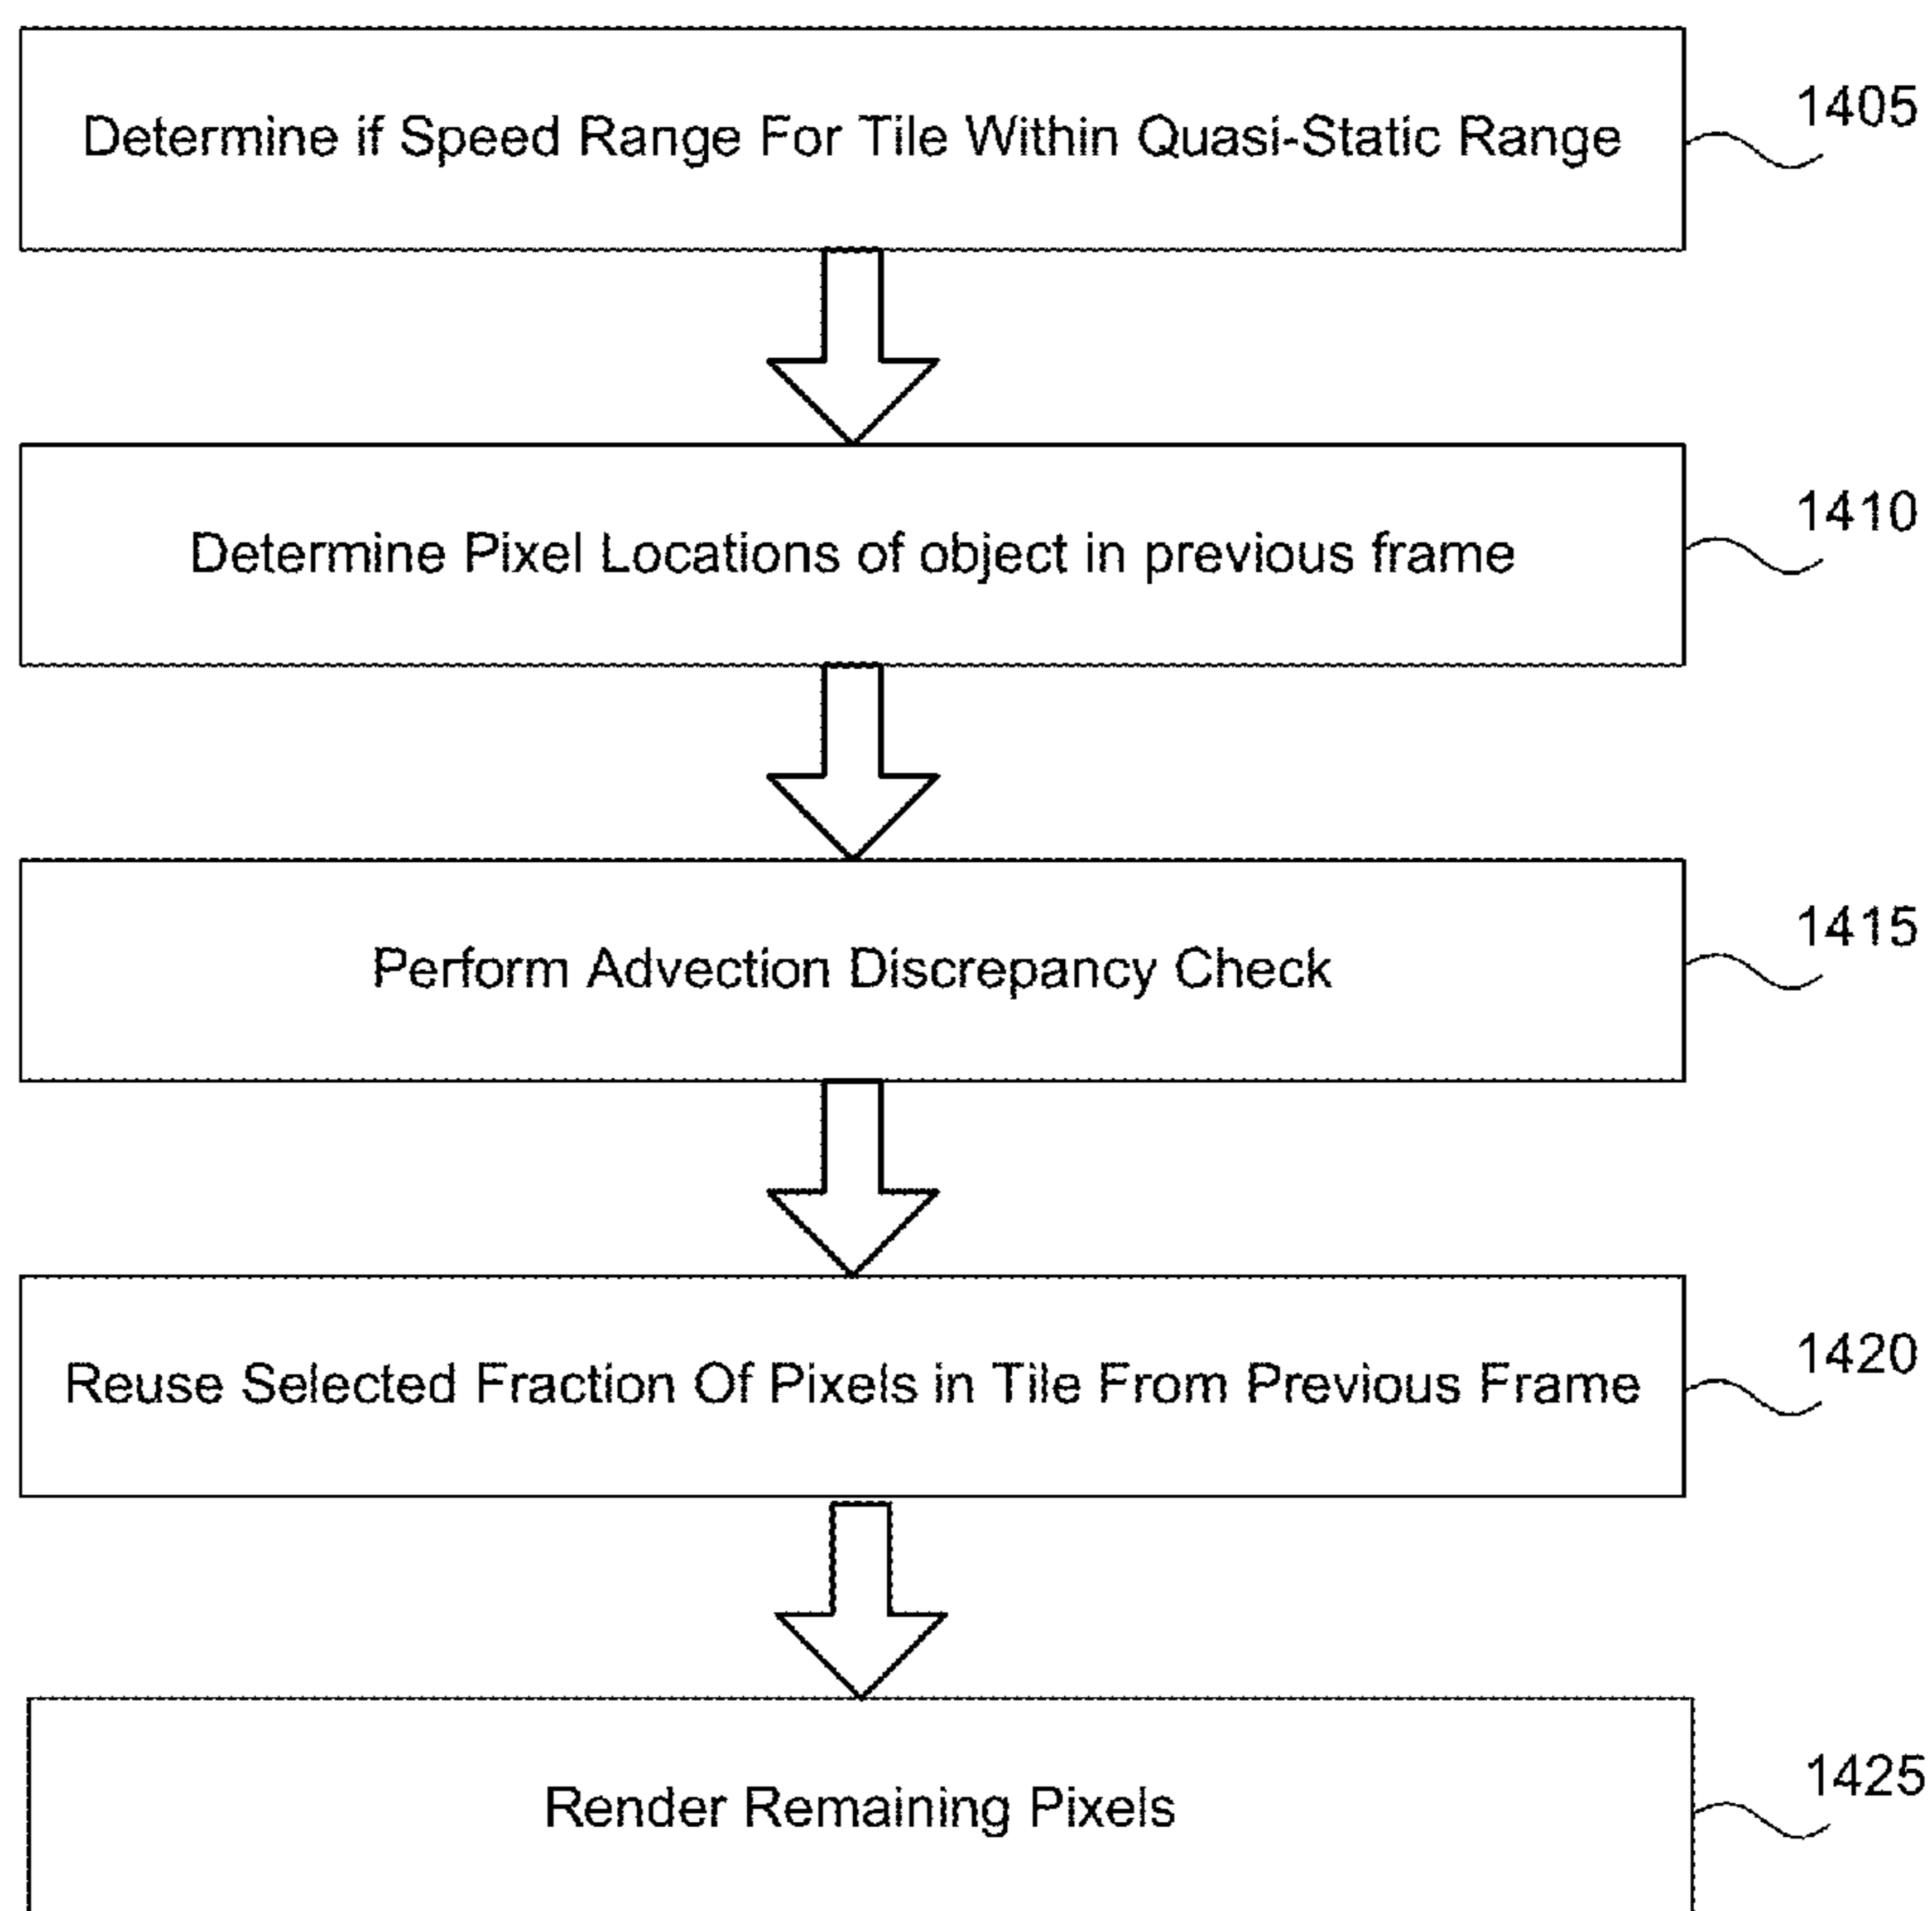 Determine if Speed Range For Tile Within Quasi-Static Range
1405
Determine Pixel Locations of object in previous frame
1410
Perform Advection Discrepancy Check
1415
Reuse Selected Fraction Of Pixels in Tile From Previous Frame
1420
Render Remaining Pixels
1425